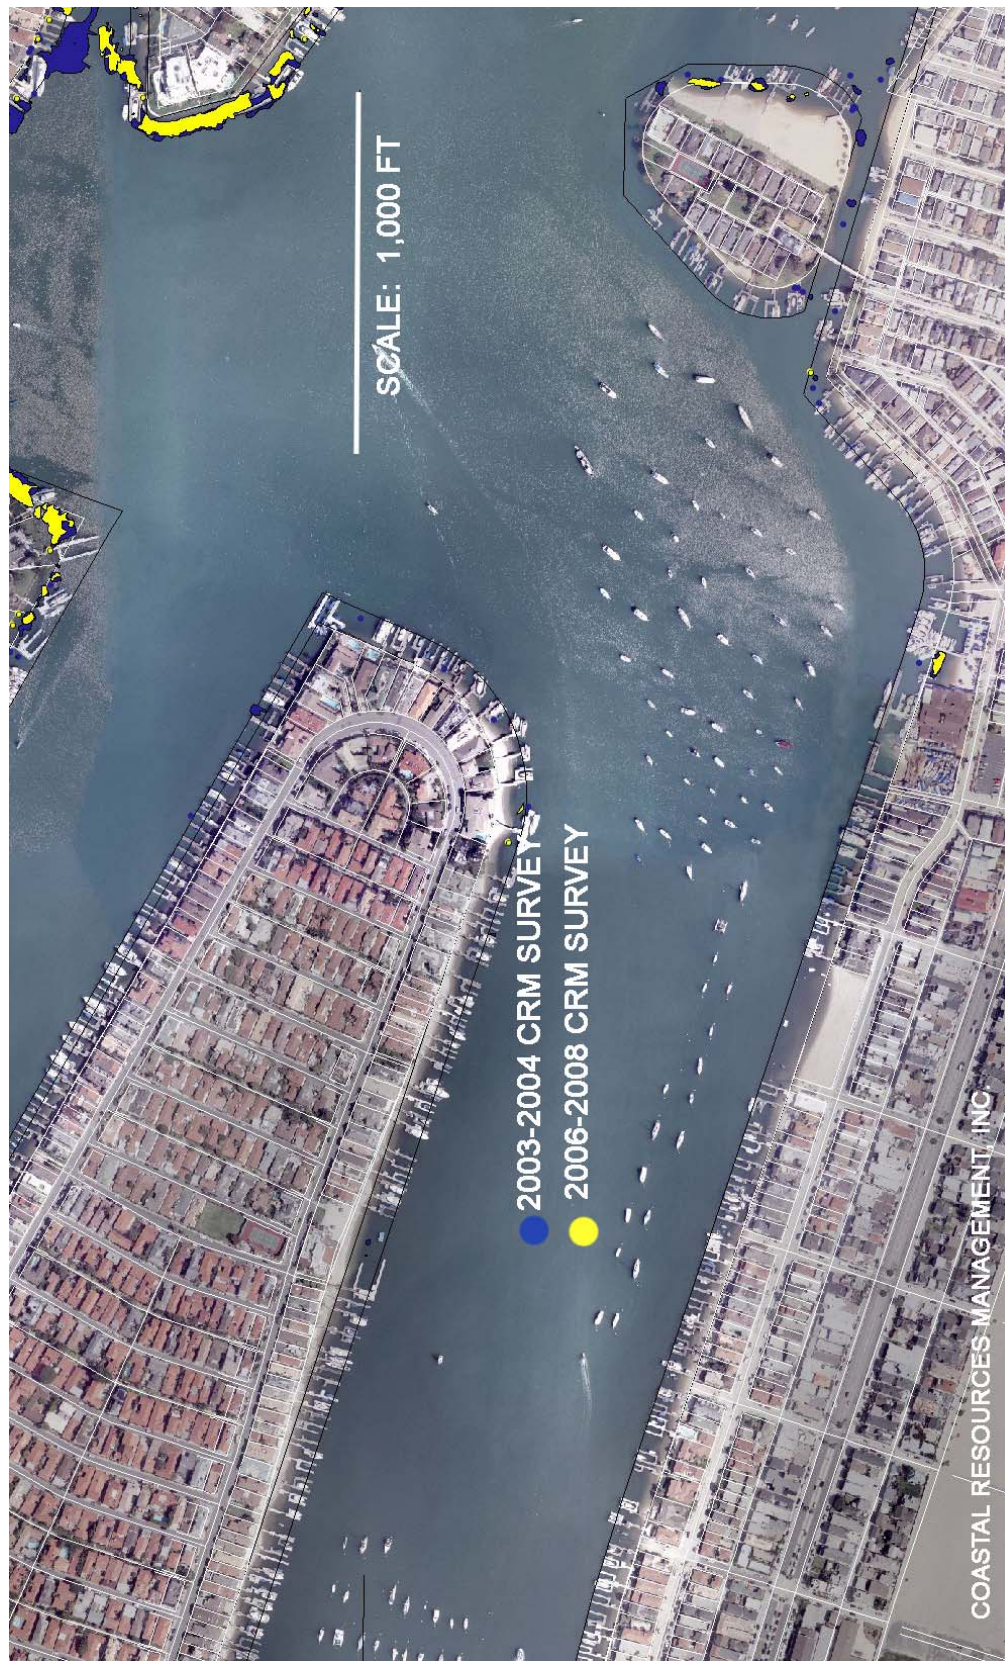 SCALE: 1,000 FT
2003-2004 CRM SURVEY
2006-2008 CRM SURVEY
COASTAL RESOURCES MANAGEMENT, INC.